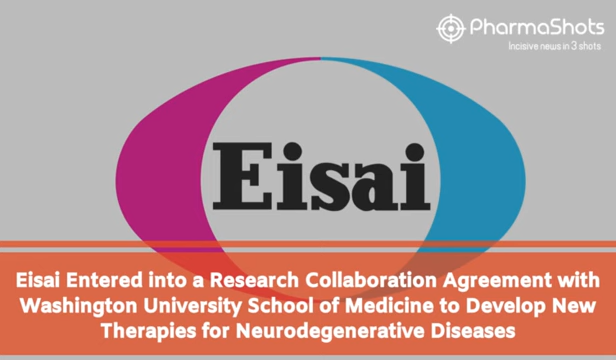 PharmaShots
Incisive news in 3 shots
Eisai
Eisai Entered into a Research Collaboration Agreement with
Washington University School of Medicine to Develop New
Therapies for Neurodegenerative Diseases